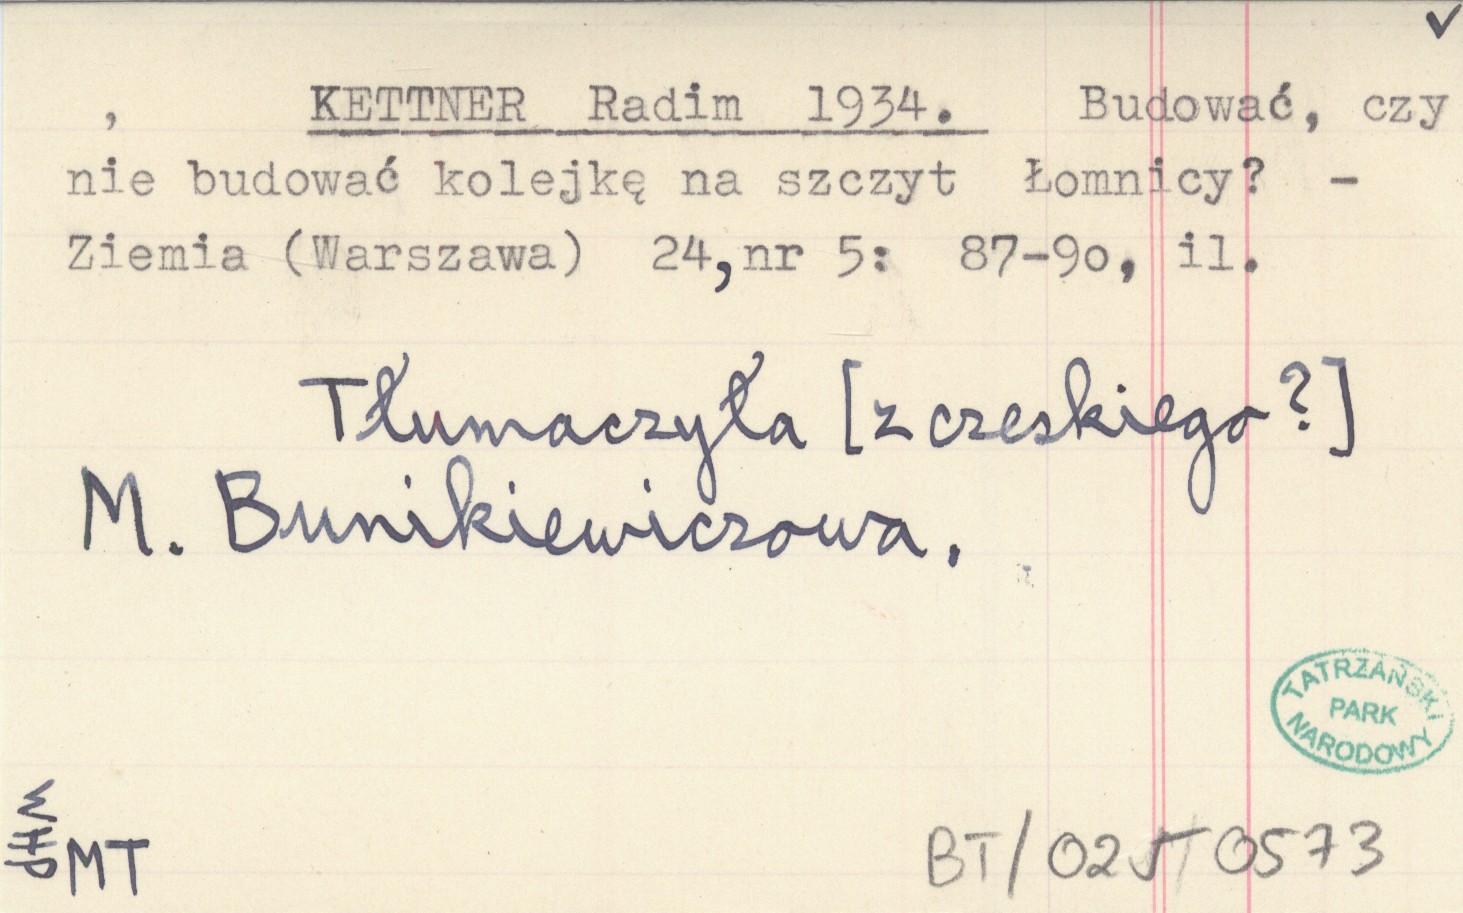 , KETTNER Radim 1934. Budować, czy
nie budować kolejkę na szczyt Łomnicy? -
Ziemia (Warszawa) 24, nr 5: 87-90, il.
Tłumaczyła [z czeskiego?]
M. Bunikiewiczowa.
TATRZAŃSKI
PARK
NARODOWY
MT
BT/025/0573